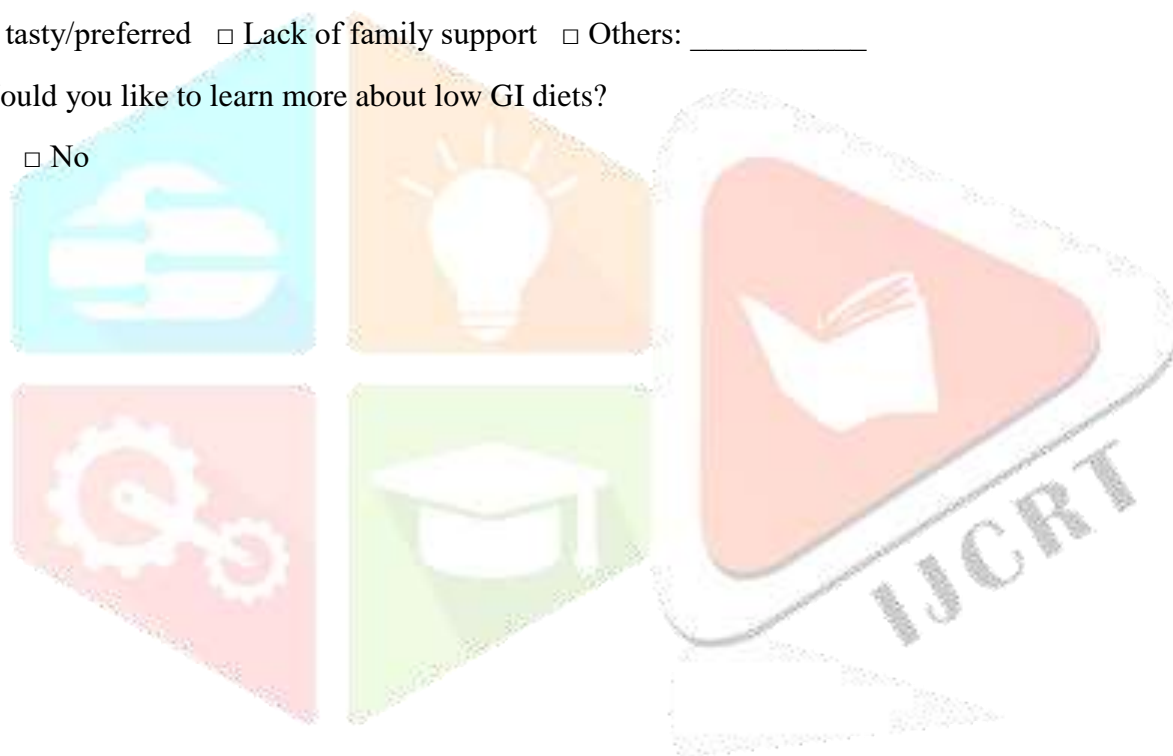 tasty/preferred □ Lack of family support □ Others: ___________
ould you like to learn more about low GI diets?
□ No
IJCRT